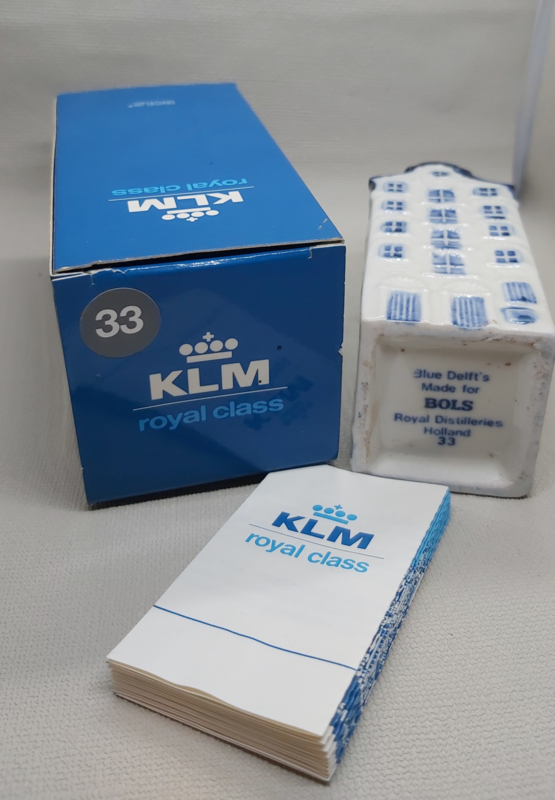 royal class
KLM
33
KLM
royal class
Blue Delft's
Made for
BOLS
Royal Distilleries
Holland
33
KLM
royal class